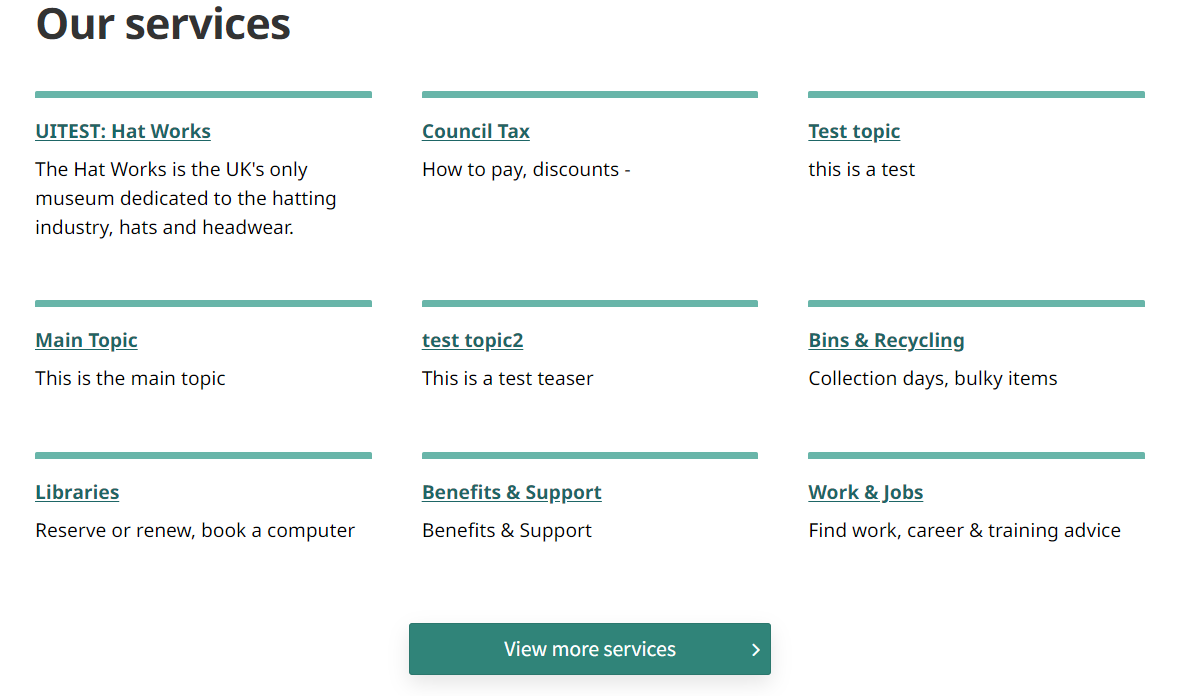 Our services
UITEST: Hat Works
The Hat Works is the UK's only
museum dedicated to the hatting
industry, hats and headwear.
Council Tax
How to pay, discounts -
Test topic
this is a test
Main Topic
This is the main topic
test topic2
This is a test teaser
Bins & Recycling
Collection days, bulky items
Libraries
Reserve or renew, book a computer
Benefits & Support
Benefits & Support
Work & Jobs
Find work, career & training advice
View more services